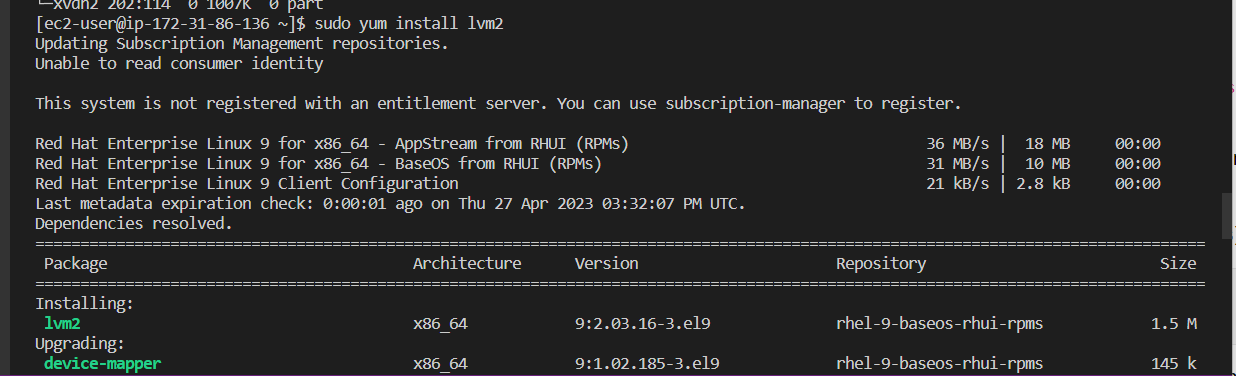 └─xvdh2 202:114  0 1007K  0 part
[ec2-user@ip-172-31-86-136 ~]$ sudo yum install lvm2
Updating Subscription Management repositories.
Unable to read consumer identity
This system is not registered with an entitlement server. You can use subscription-manager to register.
Red Hat Enterprise Linux 9 for x86_64 - AppStream from RHUI (RPMs) 36 MB/s | 18 MB 00:00
Red Hat Enterprise Linux 9 for x86_64 - BaseOS from RHUI (RPMs) 31 MB/s | 10 MB 00:00
Red Hat Enterprise Linux 9 Client Configuration 21 kB/s | 2.8 kB 00:00
Last metadata expiration check: 0:00:01 ago on Thu 27 Apr 2023 03:32:07 PM UTC.
Dependencies resolved.
Package Architecture Version Repository Size
Installing:
lvm2 x86_64 9:2.03.16-3.el9 rhel-9-baseos-rhui-rpms 1.5 M
Upgrading:
device-mapper x86_64 9:1.02.185-3.el9 rhel-9-baseos-rhui-rpms 145 k